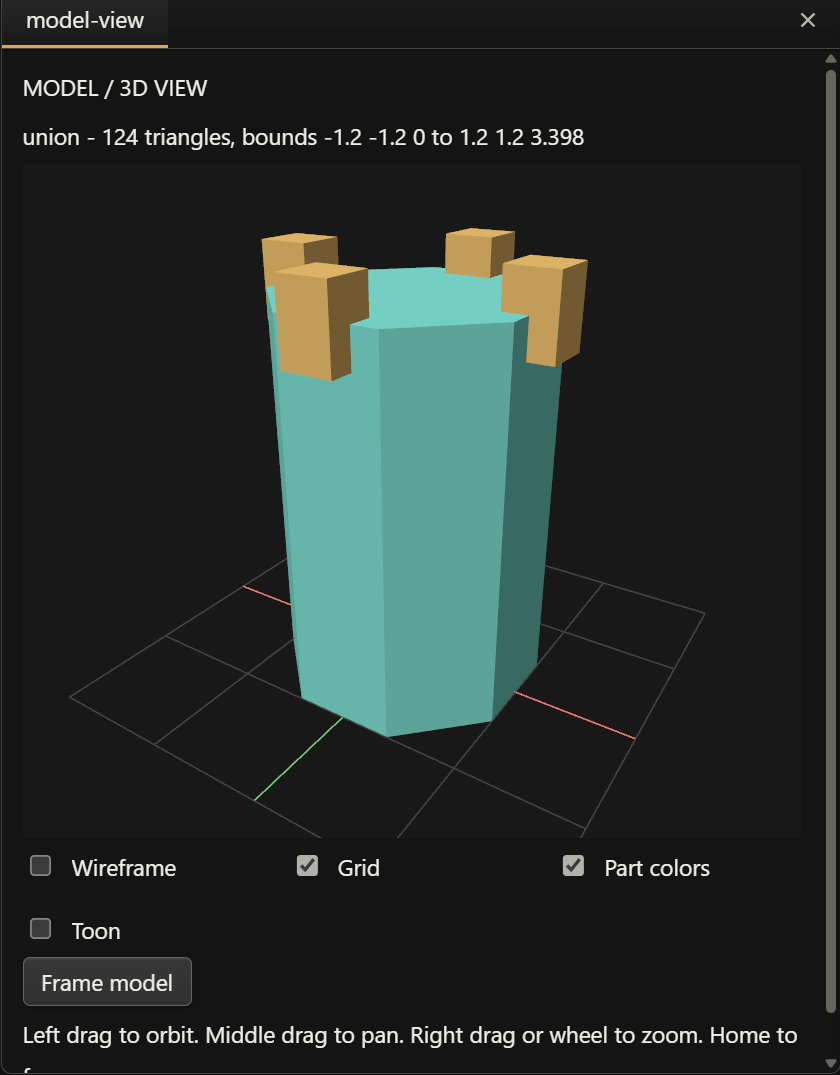 model-view
MODEL / 3D VIEW
union - 124 triangles, bounds -1.2 -1.2 0 to 1.2 1.2 3.398
Wireframe
Grid
Part colors
Toon
Frame model
Left drag to orbit. Middle drag to pan. Right drag or wheel to zoom. Home to